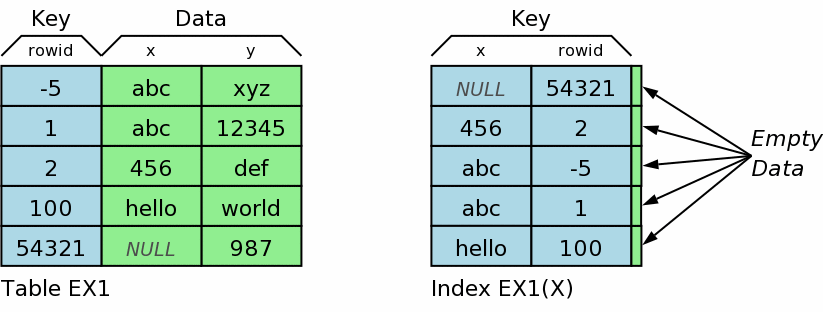 Key Data
rowid x y
-5 abc xyz
1 abc 12345
2 456 def
100 hello world
54321 NULL 987
Table EX1
Key
x rowid
NULL 54321
456 2
abc -5
abc 1
hello 100
Index EX1(X)
Empty
Data